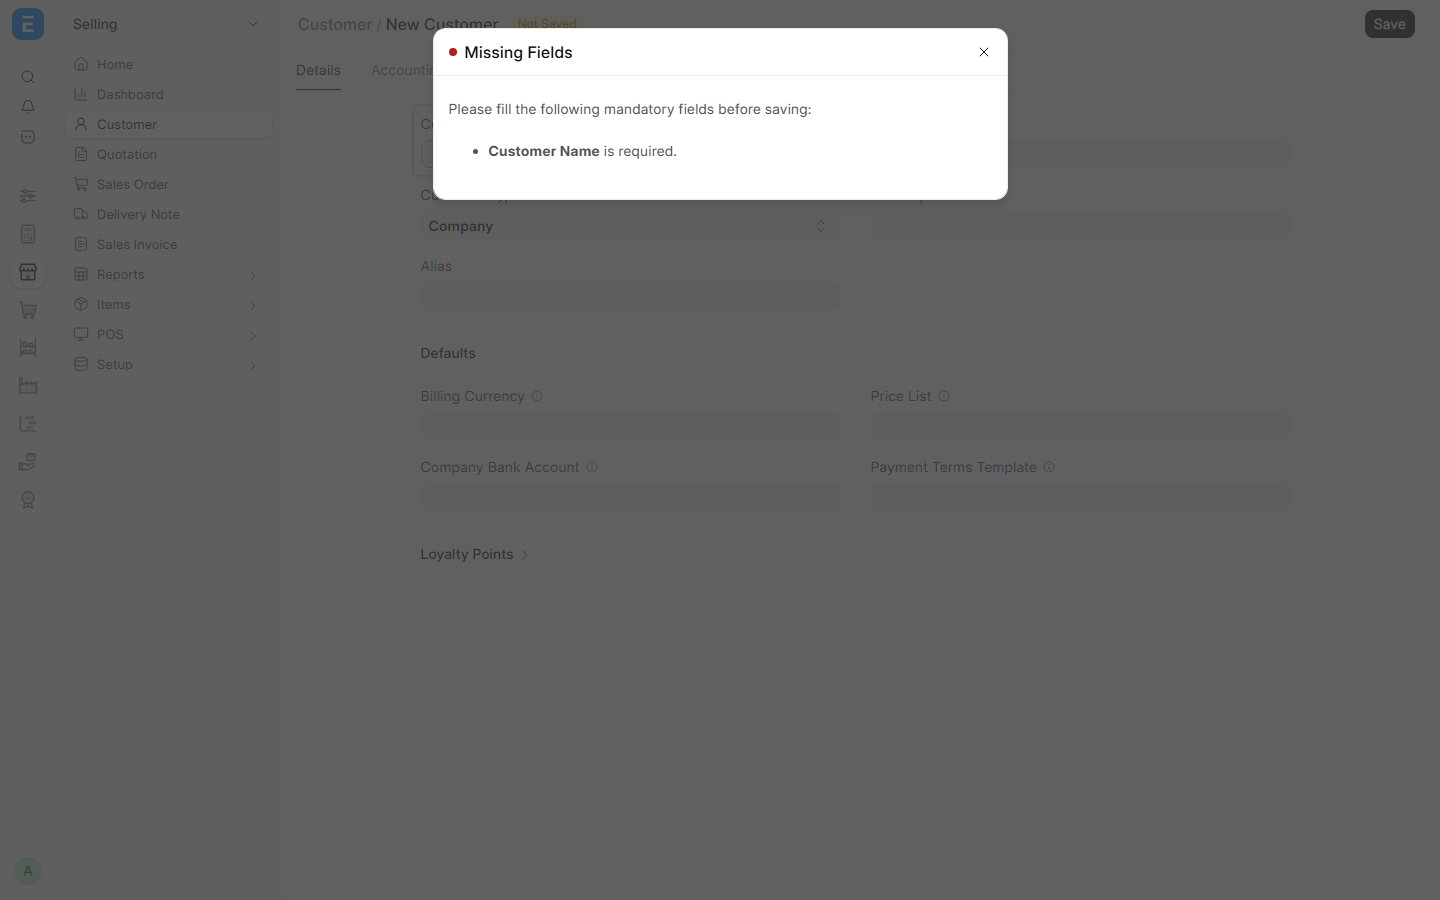 Selling
Customer / New Customer
Not Saved
Save
Missing Fields
Please fill the following mandatory fields before saving:
• Customer Name is required.
Home
Dashboard
Customer
Quotation
Sales Order
Delivery Note
Sales Invoice
Reports
Items
POS
Setup
Details
Company
Alias
Defaults
Billing Currency
Price List
Company Bank Account
Payment Terms Template
Loyalty Points
A